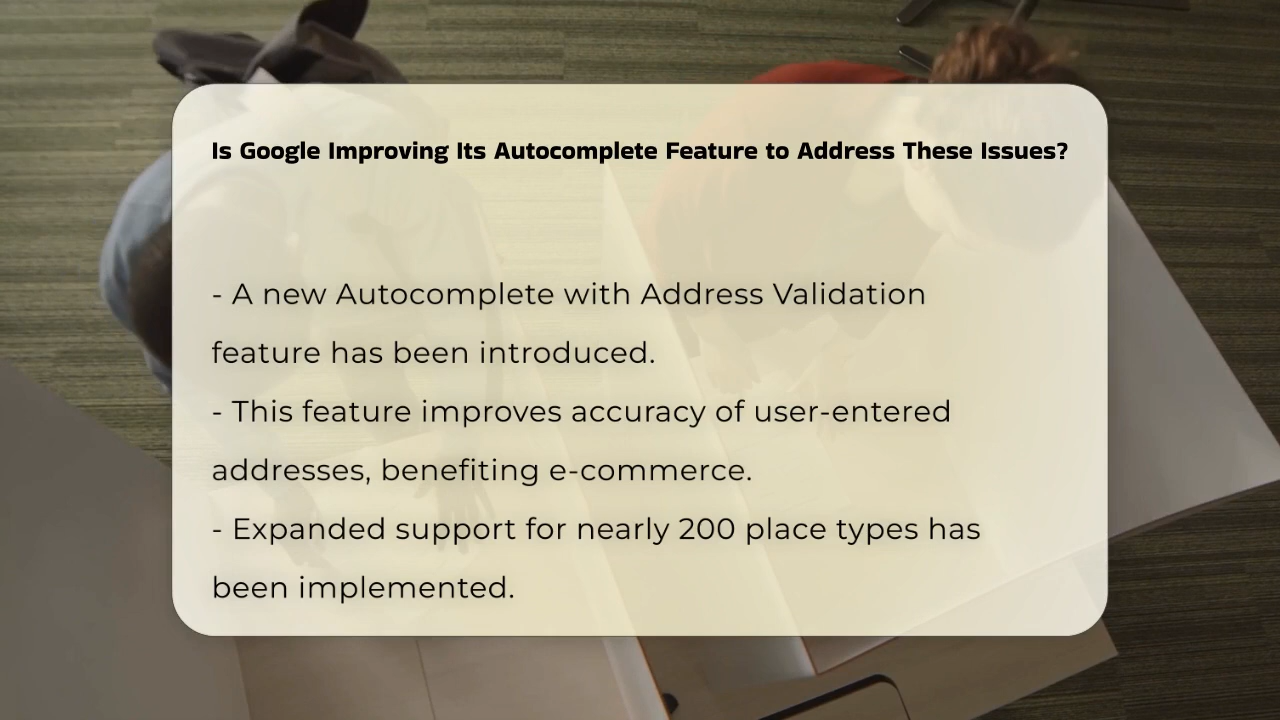 Is Google Improving Its Autocomplete Feature to Address These Issues?
- A new Autocomplete with Address Validation
feature has been introduced.
- This feature improves accuracy of user-entered
addresses, benefiting e-commerce.
- Expanded support for nearly 200 place types has
been implemented.